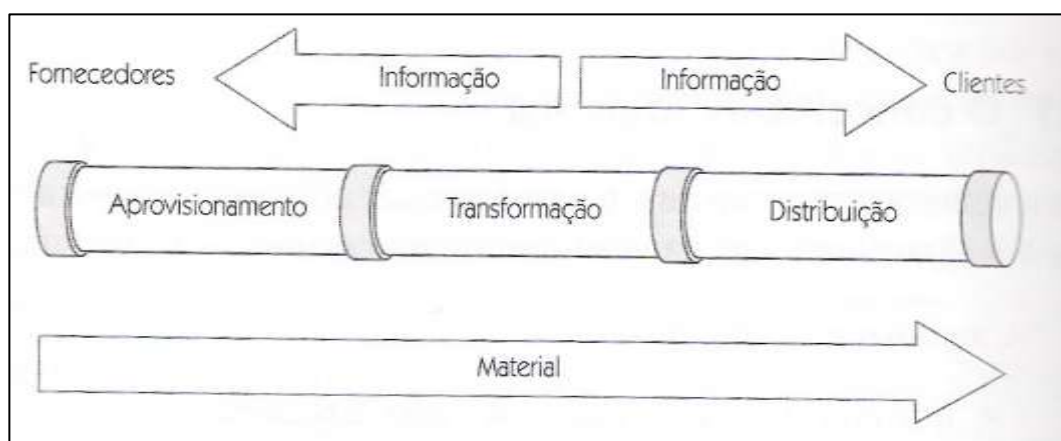 Fornecedores Informação Informação Clientes
Aprovisionamento Transformação Distribuição
Material